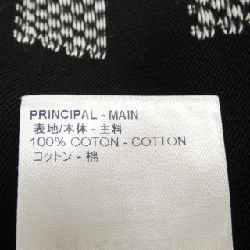 PRINCIPAL - MAIN
表地/本体 - 主料
100% COTON - COTTON
コットン - 棉